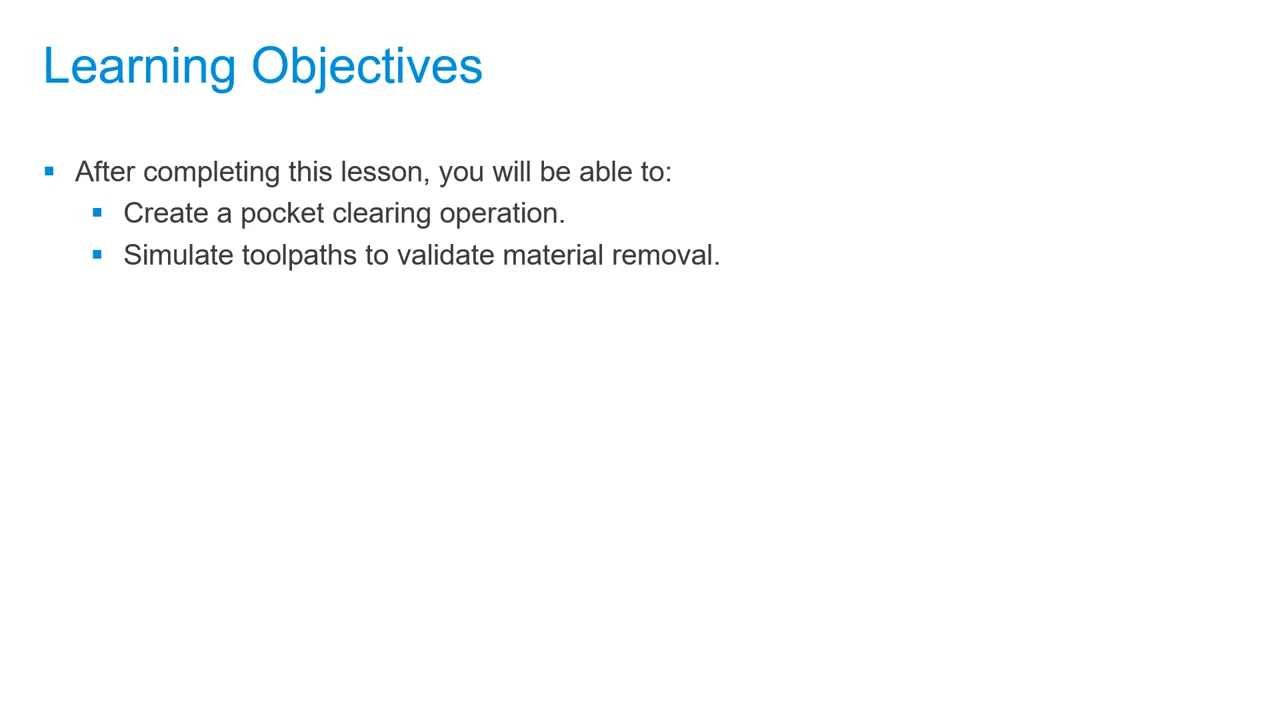 Learning Objectives
After completing this lesson, you will be able to:
Create a pocket clearing operation.
Simulate toolpaths to validate material removal.